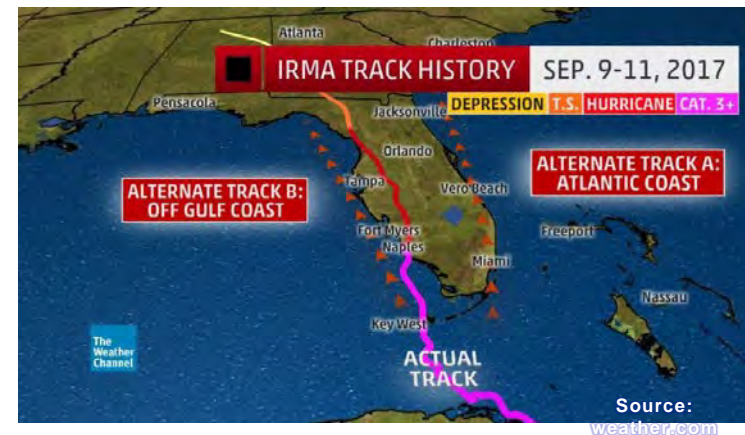 Atlanta
Charleston
IRMA TRACK HISTORY
SEP. 9-11, 2017
DEPRESSION T.S. HURRICANE CAT. 3+
Pensacola
Jacksonville
Orlando
ALTERNATE TRACK A:
ATLANTIC COAST
ALTERNATE TRACK B:
OFF GULF COAST
Tampa
Vero Beach
Fort Myers
Naples
Freeport
Miami
Nassau
Key West
The
Weather
Channel
ACTUAL
TRACK
Source:
weather.com